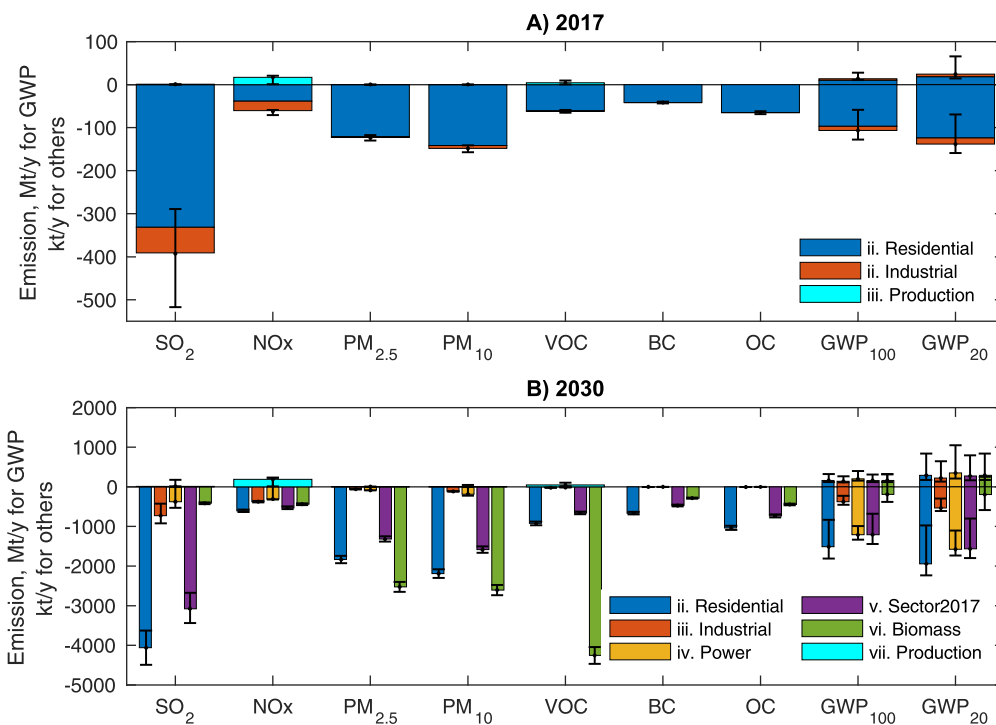 A) 2017
Emission, Mt/y for GWP
kt/y for others
100
0
-100
-200
-300
-400
-500
SO2 NOx PM2.5 PM10 VOC BC OC GWP100 GWP20
ii. Residential
ii. Industrial
iii. Production
B) 2030
Emission, Mt/y for GWP
kt/y for others
2000
1000
0
-1000
-2000
-3000
-4000
-5000
SO2 NOx PM2.5 PM10 VOC BC OC GWP100 GWP20
ii. Residential
iii. Industrial
iv. Power
v. Sector2017
vi. Biomass
vii. Production